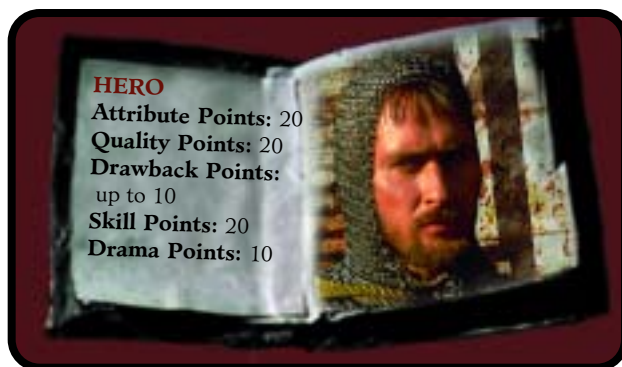 HERO
Attribute Points: 20
Quality Points: 20
Drawback Points:
up to 10
Skill Points: 20
Drama Points: 10